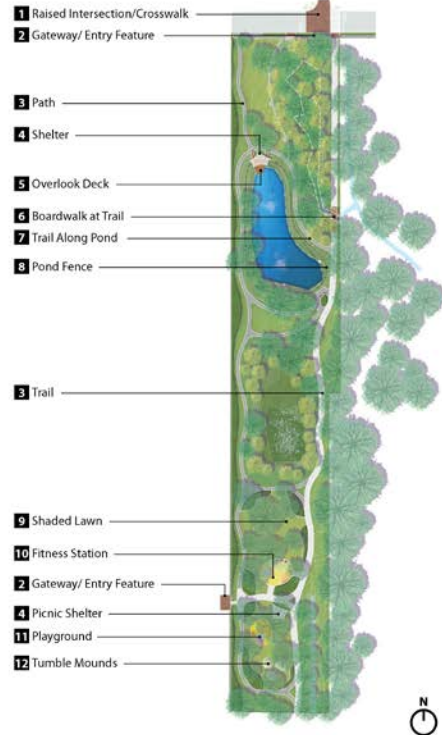 1 Raised Intersection/Crosswalk
2 Gateway/ Entry Feature
3 Path
4 Shelter
5 Overlook Deck
6 Boardwalk at Trail
7 Trail Along Pond
8 Pond Fence
3 Trail
9 Shaded Lawn
10 Fitness Station
2 Gateway/ Entry Feature
4 Picnic Shelter
11 Playground
12 Tumble Mounds
N